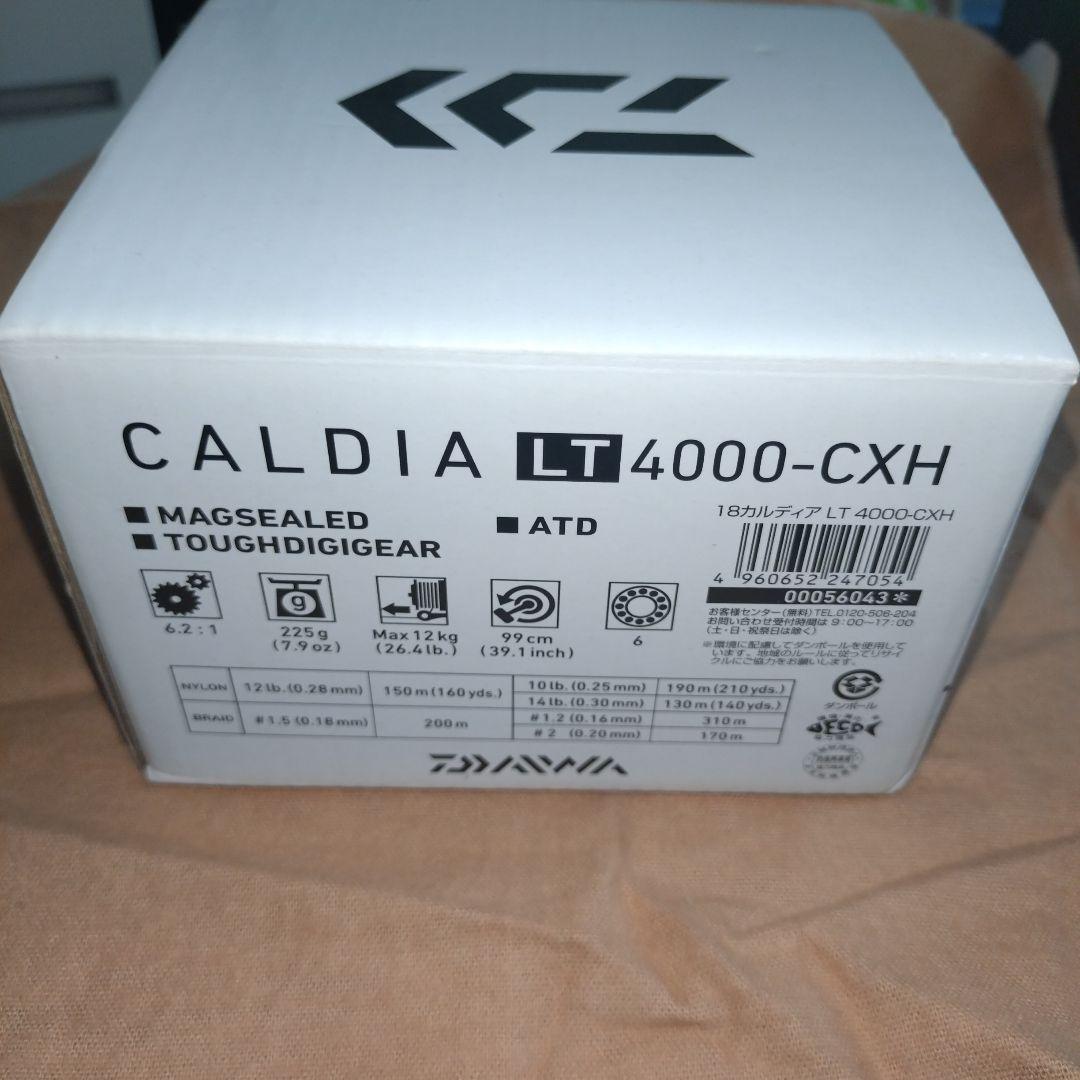 CALDIA LT 4000-CXH
■ MAGSEALED ■ ATD
■ TOUGHDIGIGEAR
18カルディア LT 4000-CXH
4 960652 247054
00056043*
お客様センター(無料)TEL.0120-506-204
お問い合わせ受付時間は 9:00~17:00
(土・日・祝祭日は除く)
※環境に配慮してダンボールを使用して
います。地域のルールに従ってリサイ
クルにご協力をお願いします。
g
6.2:1
225g
(7.9oz)
Max 12kg
(26.4lb.)
99cm
(39.1inch)
6
NYLON 12lb.(0.28mm) 150m(160yds.) 10lb.(0.25mm) 190m(210yds.)
14lb.(0.30mm) 130m(140yds.)
BRAID #1.5(0.18mm) 200m #1.2(0.16mm) 310m
#2 (0.20mm) 170m
ダンボール
ECO
DAIWA